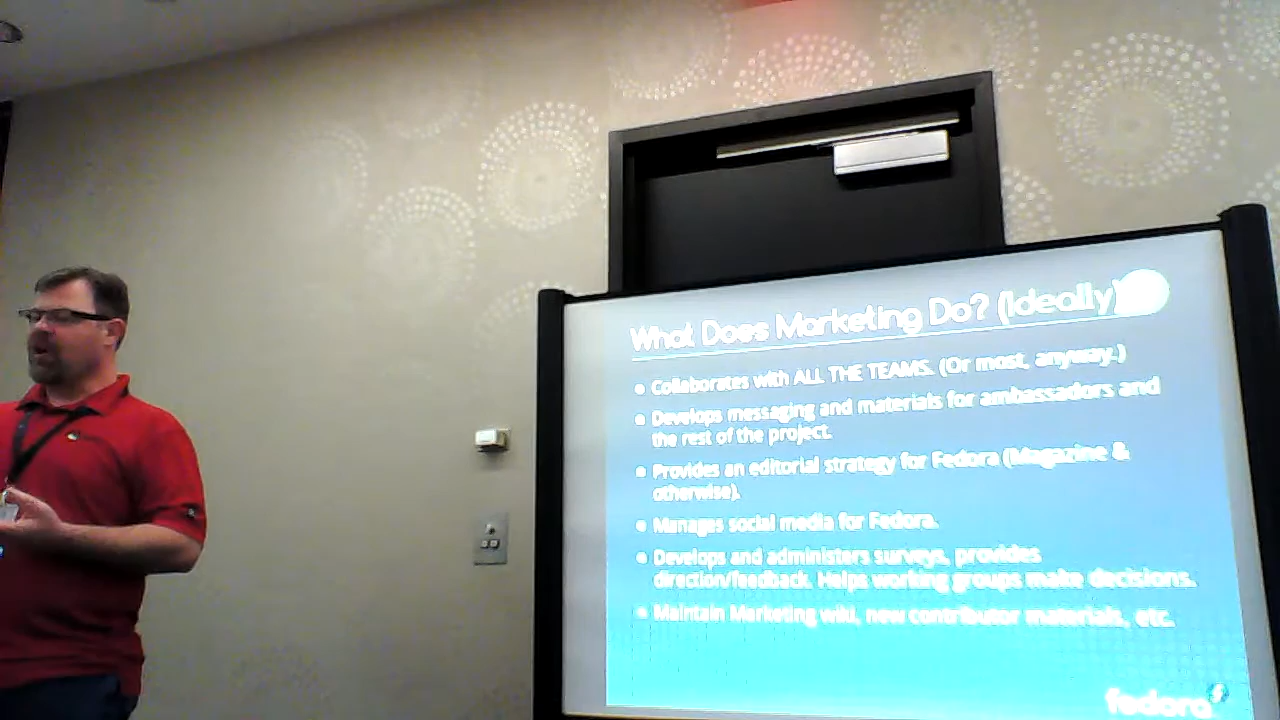 What Does Marketing Do? (Ideally)
• Collaborates with ALL THE TEAMS. (Or most, anyway.)
• Develops messaging and materials for ambassadors and
the rest of the project.
• Provides an editorial strategy for Fedora (Magazine &
otherwise).
• Manages social media for Fedora.
• Develops and administers surveys, provides
direction/feedback. Helps working groups make decisions.
• Maintain Marketing wiki, new contributor materials, etc.
fedora